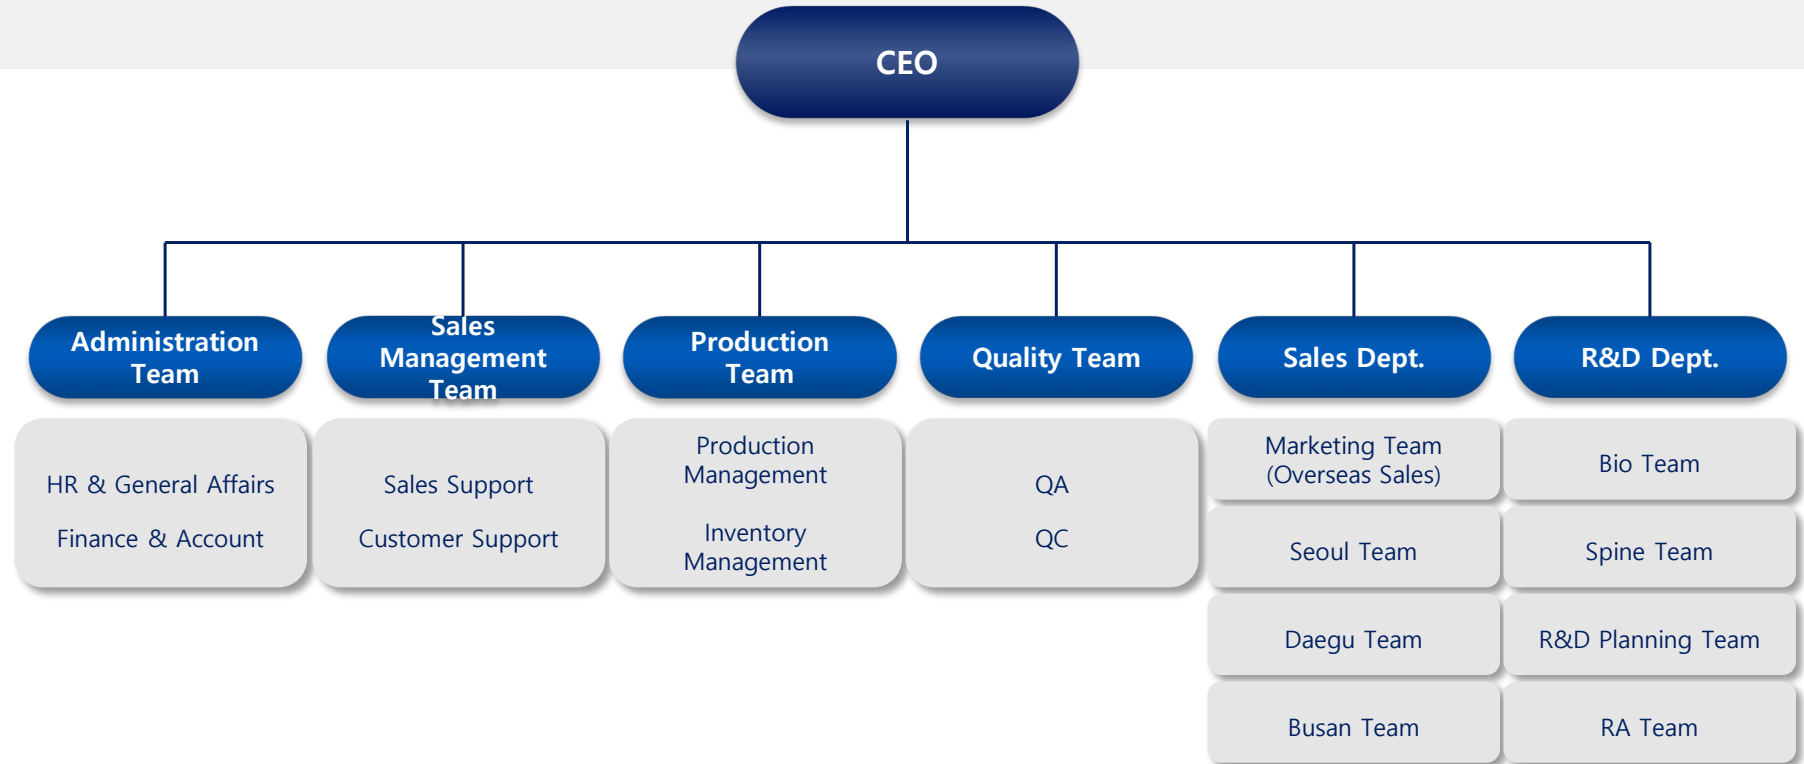 CEO
Administration
Team
Sales
Management
Team
Production
Team
Quality Team
Sales Dept.
R&D Dept.
HR & General Affairs
Finance & Account
Sales Support
Customer Support
Production
Management
Inventory
Management
QA
QC
Marketing Team
(Overseas Sales)
Seoul Team
Daegu Team
Busan Team
Bio Team
Spine Team
R&D Planning Team
RA Team